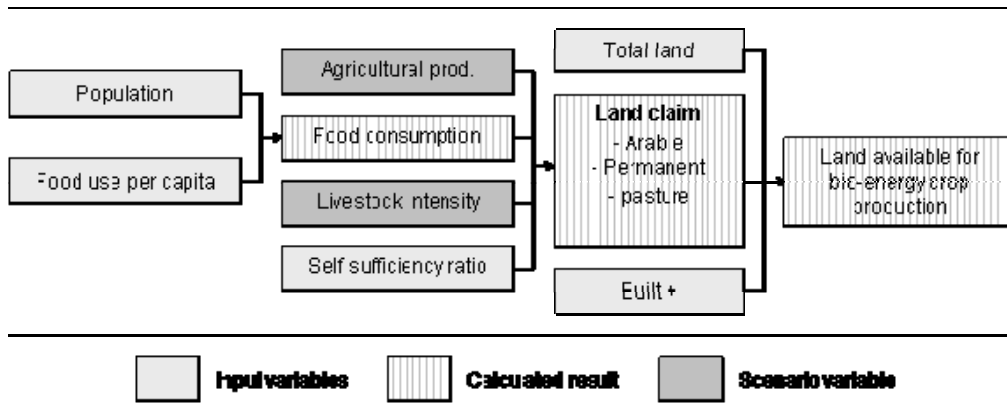 Population
Food use per capita
Agricultural prod.
Food consumption
Livestock intensity
Self sufficiency ratio
Total land
Land claim
- Arable
- Permanent
- pasture
Built +
Land available for
bio-energy crop
production
Input variables
Calculated result
Scenario variable